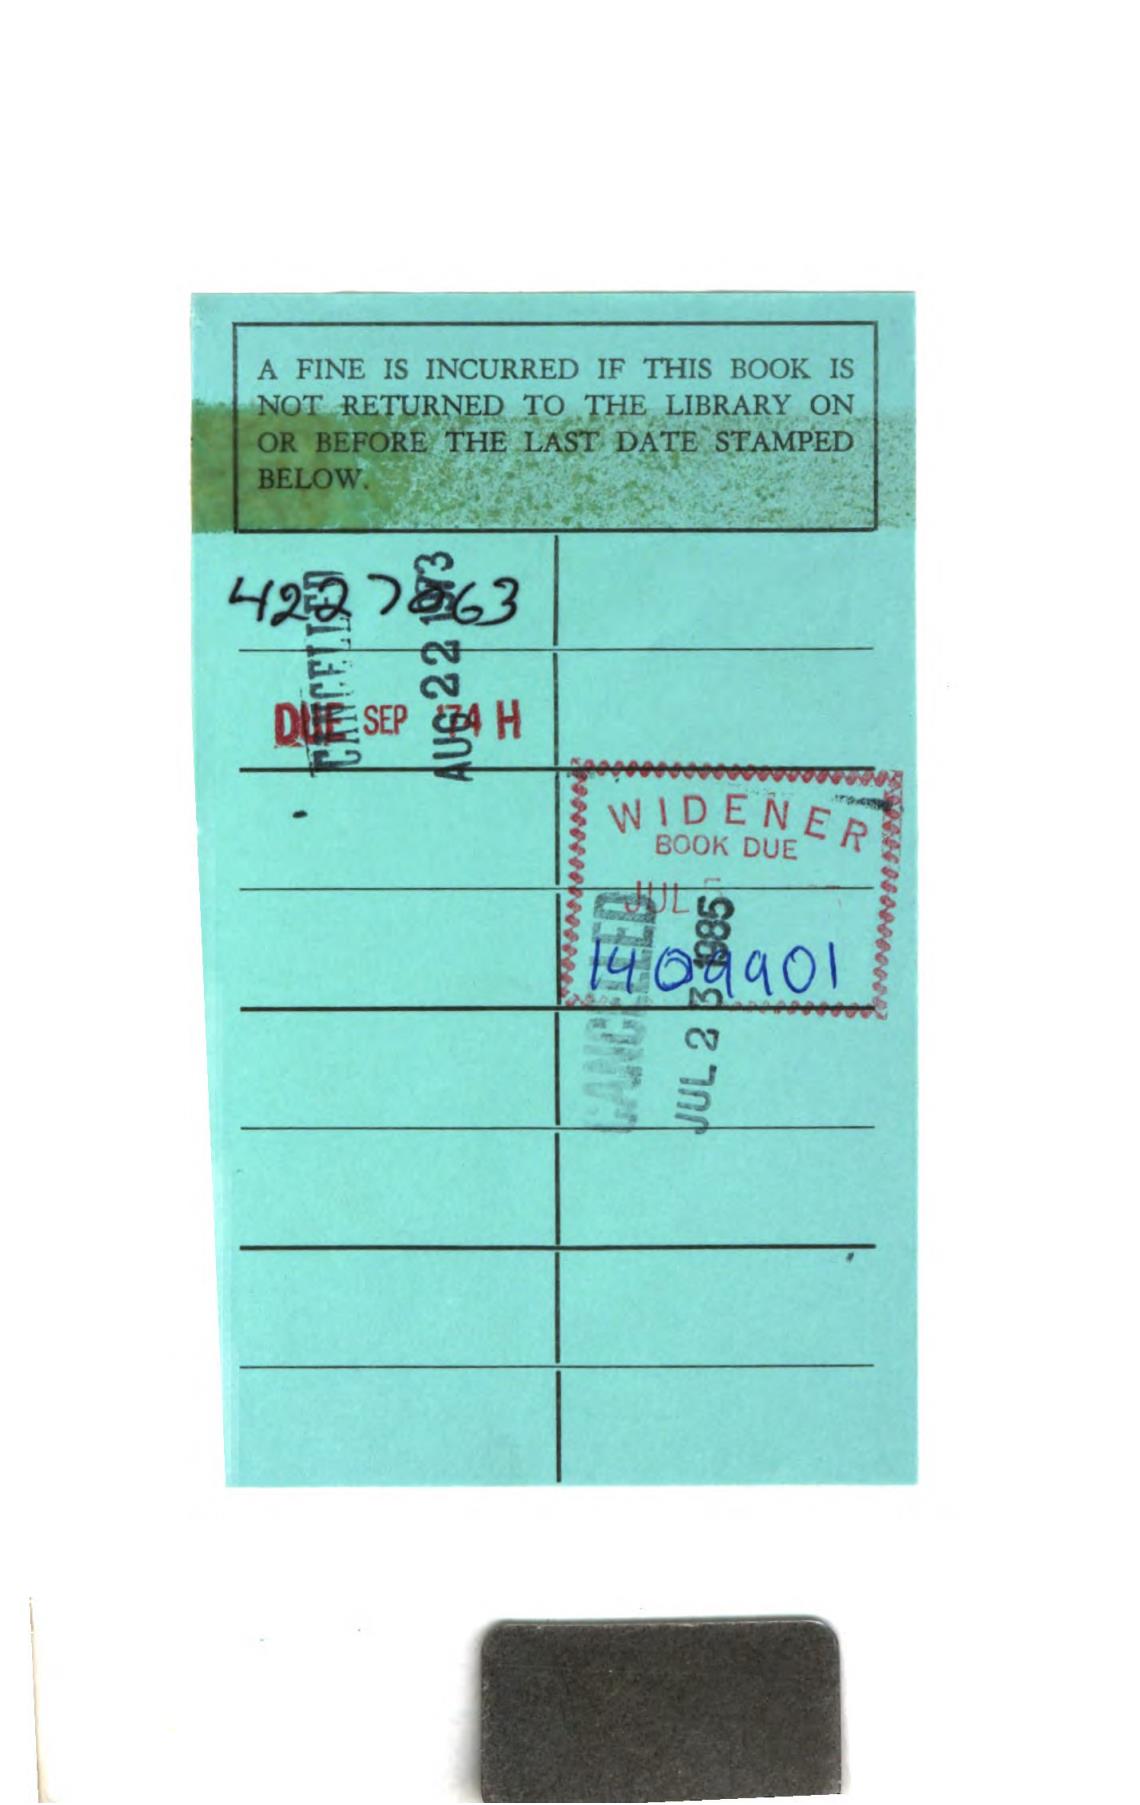 A FINE IS INCURRED IF THIS BOOK IS
NOT RETURNED TO THE LIBRARY ON
OR BEFORE THE LAST DATE STAMPED
BELOW.
CANCELLED
AUG 22 1973
DUE SEP '74 H
WIDENER
BOOK DUE
JUL
1409901
CANCELLED
JUL 23 1985